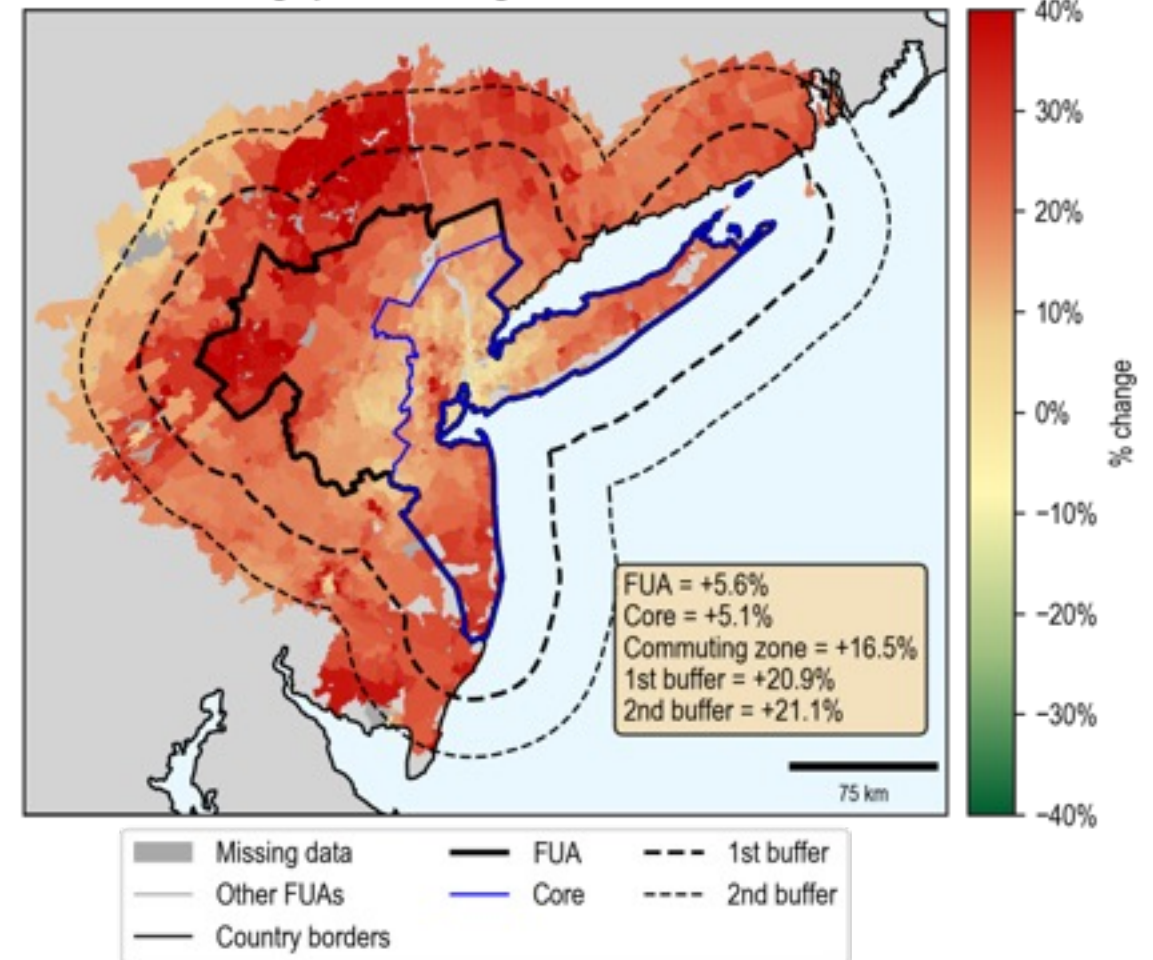 40%
30%
20%
10%
0%
−10%
−20%
−30%
−40%
% change
FUA = +5.6%
Core = +5.1%
Commuting zone = +16.5%
1st buffer = +20.9%
2nd buffer = +21.1%
75 km
Missing data
FUA
1st buffer
Other FUAs
Core
2nd buffer
Country borders